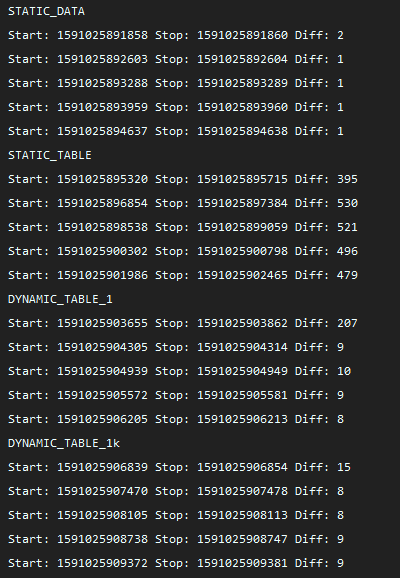 STATIC_DATA
Start: 1591025891858 Stop: 1591025891860 Diff: 2
Start: 1591025892603 Stop: 1591025892604 Diff: 1
Start: 1591025893288 Stop: 1591025893289 Diff: 1
Start: 1591025893959 Stop: 1591025893960 Diff: 1
Start: 1591025894637 Stop: 1591025894638 Diff: 1
STATIC_TABLE
Start: 1591025895320 Stop: 1591025895715 Diff: 395
Start: 1591025896854 Stop: 1591025897384 Diff: 530
Start: 1591025898538 Stop: 1591025899059 Diff: 521
Start: 1591025900302 Stop: 1591025900798 Diff: 496
Start: 1591025901986 Stop: 1591025902465 Diff: 479
DYNAMIC_TABLE_1
Start: 1591025903655 Stop: 1591025903862 Diff: 207
Start: 1591025904305 Stop: 1591025904314 Diff: 9
Start: 1591025904939 Stop: 1591025904949 Diff: 10
Start: 1591025905572 Stop: 1591025905581 Diff: 9
Start: 1591025906205 Stop: 1591025906213 Diff: 8
DYNAMIC_TABLE_1k
Start: 1591025906839 Stop: 1591025906854 Diff: 15
Start: 1591025907470 Stop: 1591025907478 Diff: 8
Start: 1591025908105 Stop: 1591025908113 Diff: 8
Start: 1591025908738 Stop: 1591025908747 Diff: 9
Start: 1591025909372 Stop: 1591025909381 Diff: 9